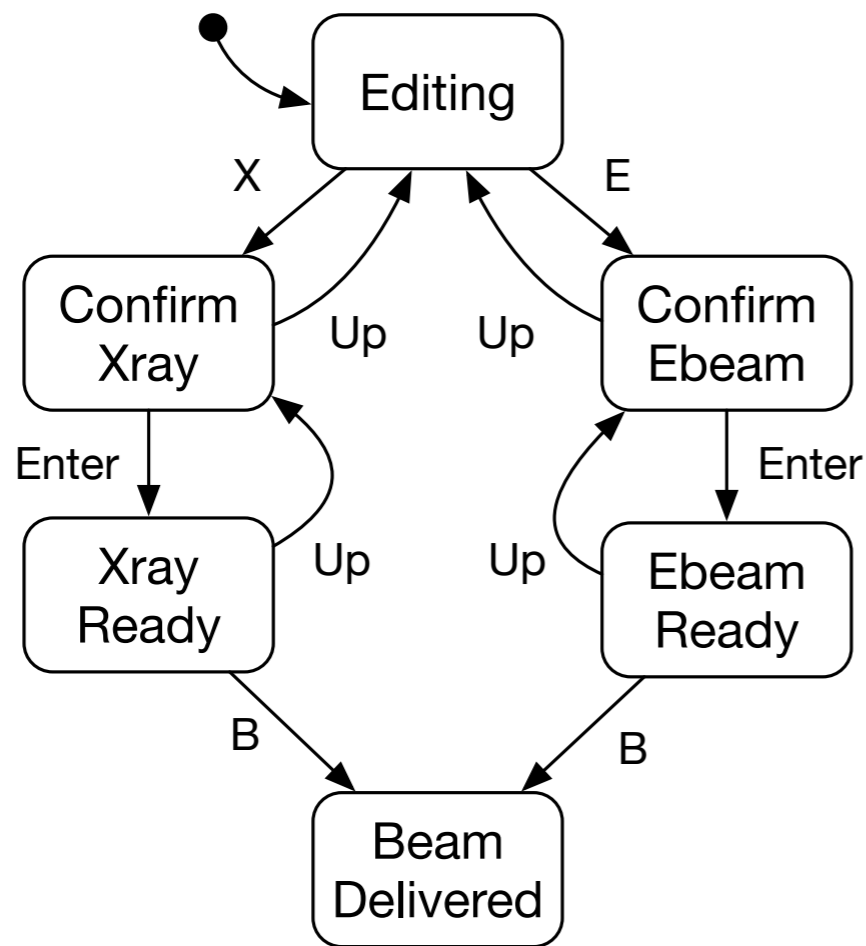 Editing
X
E
Confirm
Xray
Up
Up
Confirm
Ebeam
Enter
Enter
Xray
Ready
Up
Up
Ebeam
Ready
B
B
Beam
Delivered